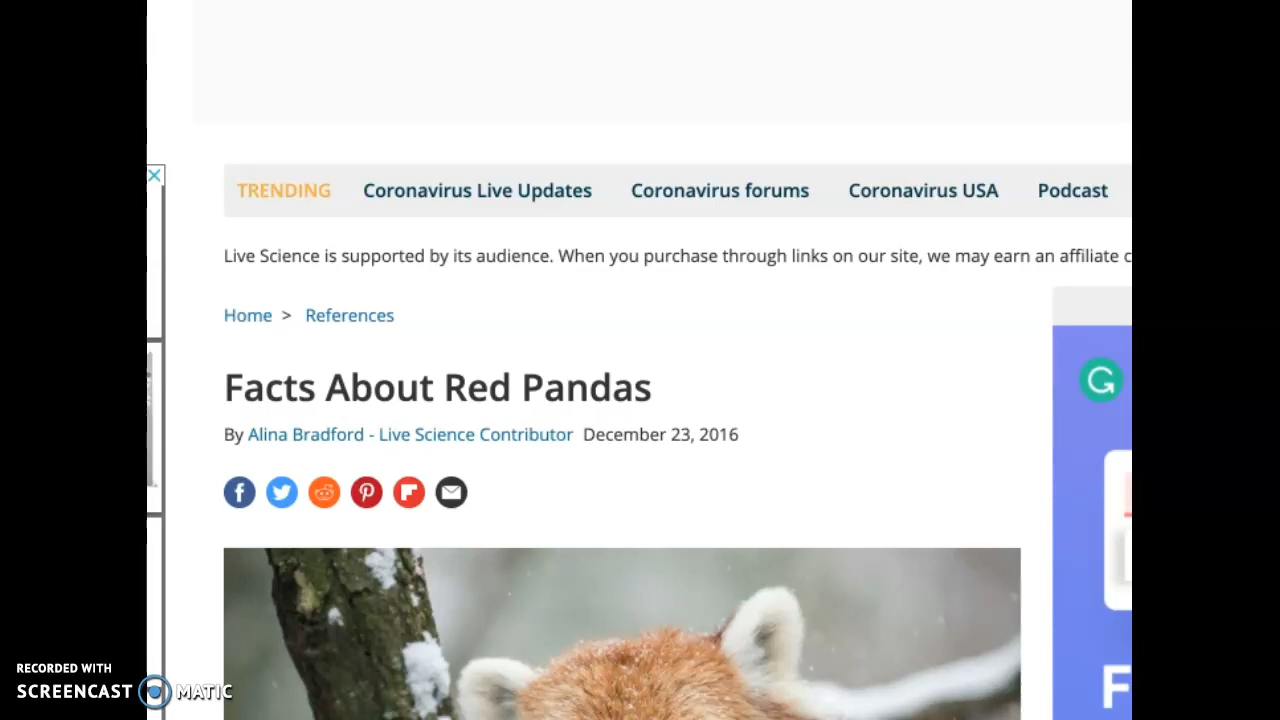 TRENDING Coronavirus Live Updates Coronavirus forums Coronavirus USA Podcast
Live Science is supported by its audience. When you purchase through links on our site, we may earn an affiliate c
Home > References
Facts About Red Pandas
By Alina Bradford - Live Science Contributor December 23, 2016
F
RECORDED WITH
SCREENCAST MATIC